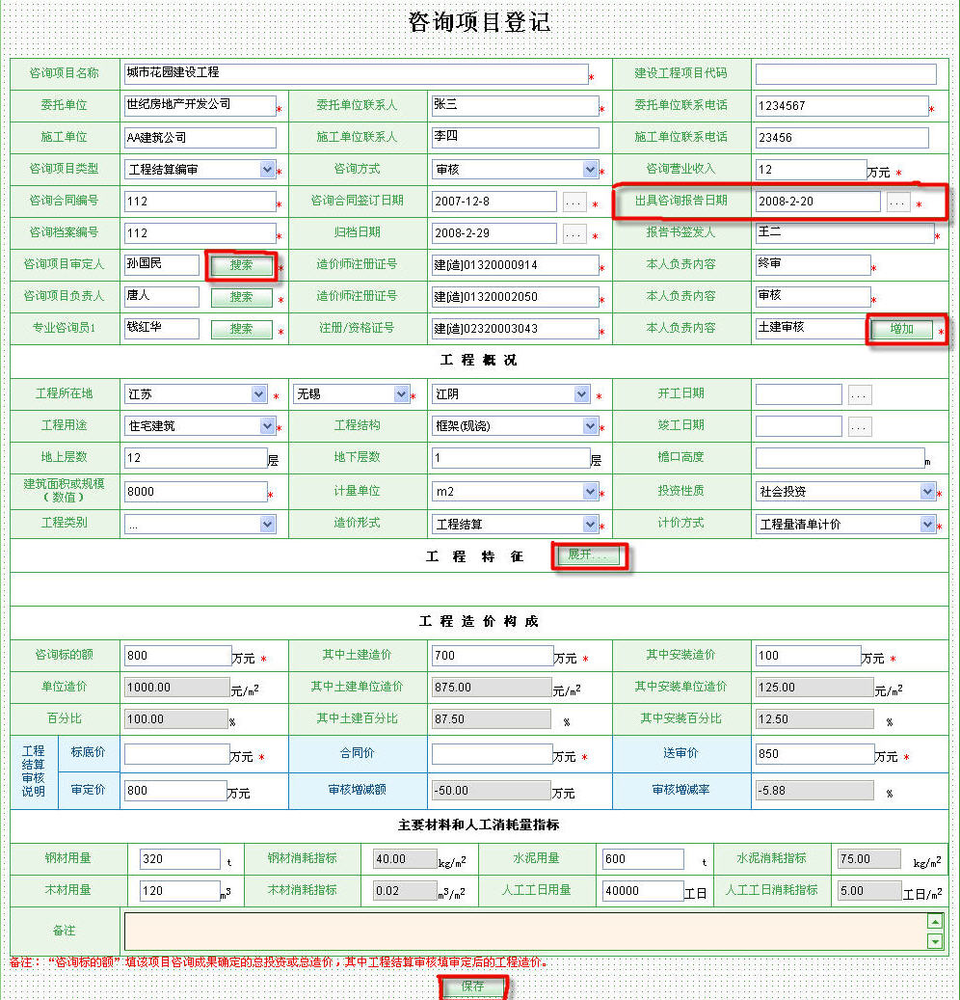 咨询项目登记
咨询项目名称 城市花园建设工程 * 建设工程项目代码
委托单位 世纪房地产开发公司 * 委托单位联系人 张三 * 委托单位联系电话 1234567 *
施工单位 AA建筑公司 施工单位联系人 李四 施工单位联系电话 23456
咨询项目类型 工程结算编审 * 咨询方式 审核 * 咨询营业收入 12 万元 *
咨询合同编号 112 * 咨询合同签订日期 2007-12-8 ... * 出具咨询报告日期 2008-2-20 ... *
咨询档案编号 112 * 归档日期 2008-2-29 ... * 报告书签发人 王二 *
咨询项目审定人 孙国民 搜索 * 造价师注册证号 建[造]01320000914 * 本人负责内容 终审 *
咨询项目负责人 唐人 搜索 * 造价师注册证号 建[造]01320002050 * 本人负责内容 审核 *
专业咨询员1 钱红华 搜索 * 注册/资格证号 建[造]02320003043 * 本人负责内容 土建审核 增加 *
工 程 概 况
工程所在地 江苏 * 无锡 * 江阴 * 开工日期 ...
工程用途 住宅建筑 * 工程结构 框架(现浇) * 竣工日期 ...
地上层数 12 层 地下层数 1 层 檐口高度 m
建筑面积或规模
（数值） 8000 * 计量单位 m2 * 投资性质 社会投资 *
工程类别 ... 造价形式 工程结算 * 计价方式 工程量清单计价 *
工 程 特 征 展开...
工 程 造 价 构 成
咨询标的额 800 万元 * 其中土建造价 700 万元 * 其中安装造价 100 万元 *
单位造价 1000.00 元/m² 其中土建单位造价 875.00 元/m² 其中安装单位造价 125.00 元/m²
百分比 100.00 % 其中土建百分比 87.50 % 其中安装百分比 12.50 %
工程
结算
审核
说明
标底价 万元 * 合同价 万元 * 送审价 850 万元 *
审定价 800 万元 审核增减额 -50.00 万元 审核增减率 -5.88 %
主要材料和人工消耗量指标
钢材用量 320 t 钢材消耗指标 40.00 kg/m² 水泥用量 600 t 水泥消耗指标 75.00 kg/m²
木材用量 120 m³ 木材消耗指标 0.02 m³/m² 人工工日用量 40000 工日 人工工日消耗指标 5.00 工日/m²
备注
备注：“咨询标的额”填该项目咨询成果确定的总投资或总造价，其中工程结算审核填审定后的工程造价。
保存